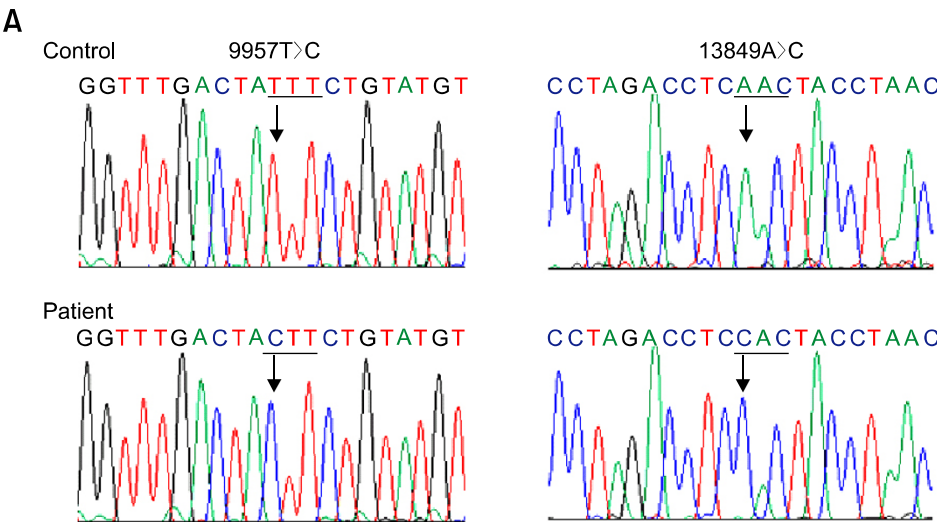 A
Control 9957T>C 13849A>C
GGTTTGACTATTTCTGTATGT CCTAGACCTCAACTACCTAAC
Patient
GGTTTGACTACTTCTGTATGT CCTAGACCTCCACTACCTAAC